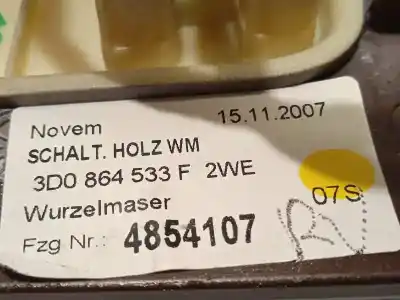 Novem 15.11.2007
SCHALT. HOLZ WM
3D0 864 533 F 2WE
Wurzelmaser 07S
Fzg Nr.: 4854107